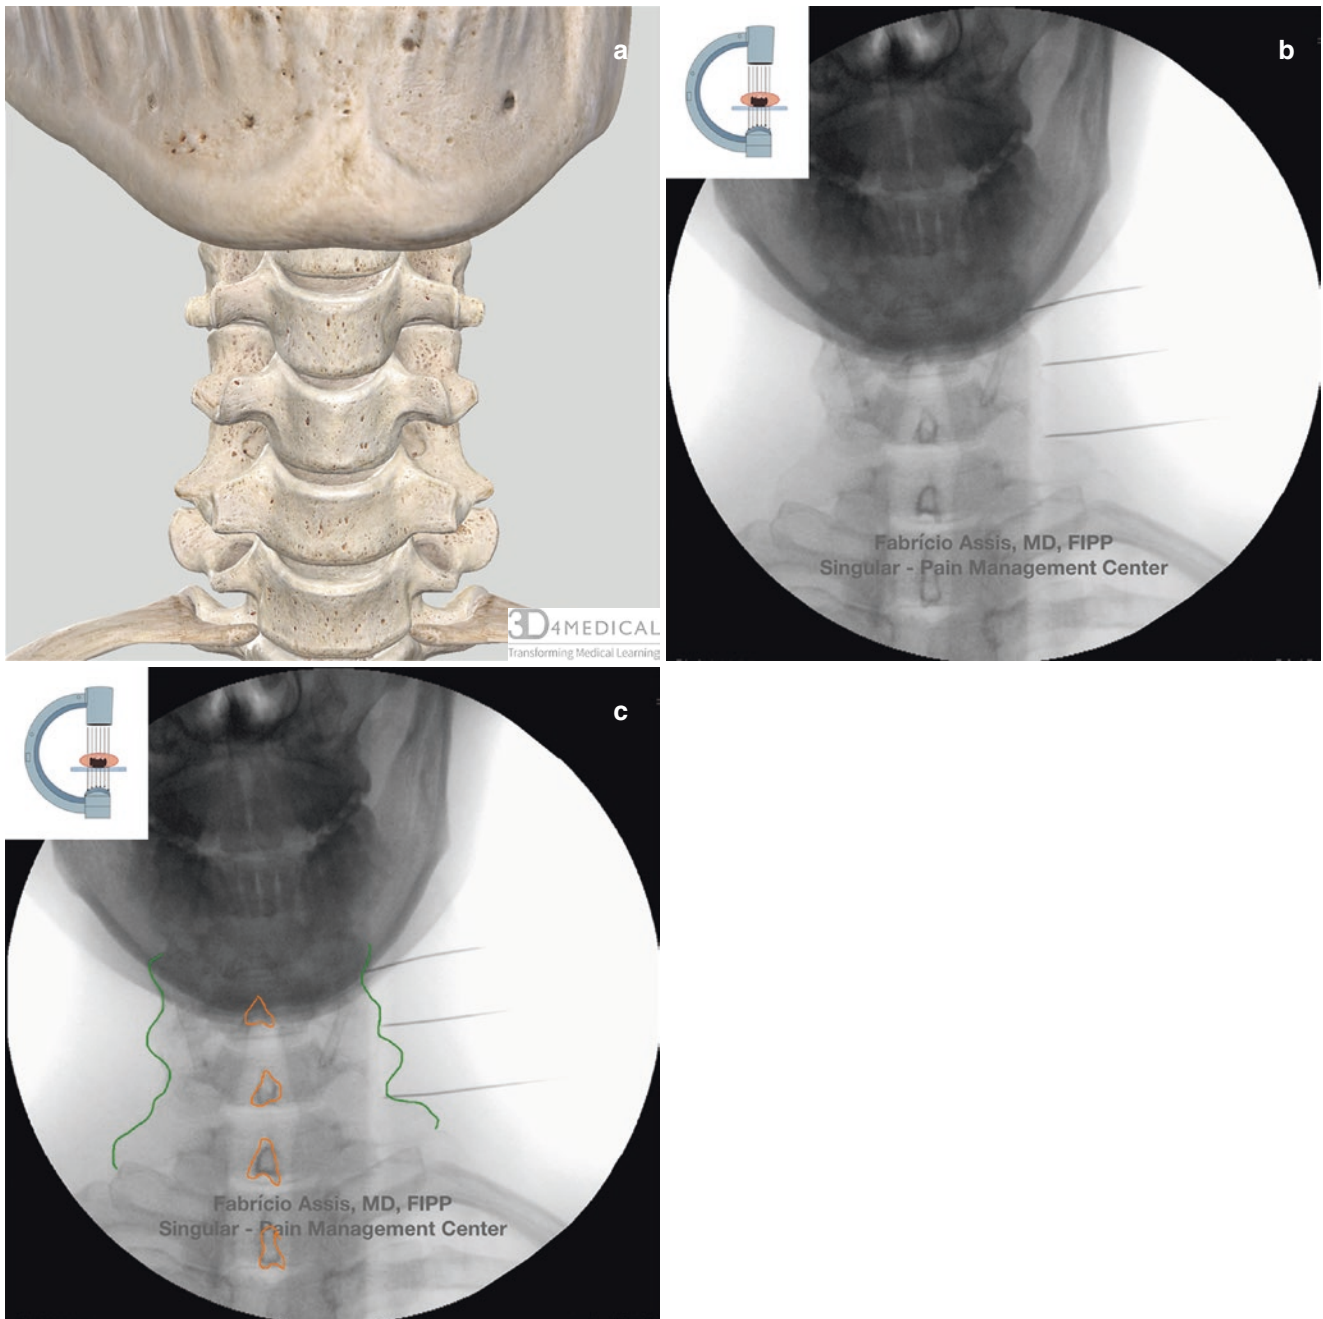 a
3D4MEDICAL
Transforming Medical Learning
b
Fabrício Assis, MD, FIPP
Singular - Pain Management Center
c
Fabrício Assis, MD, FIPP
Singular - Pain Management Center